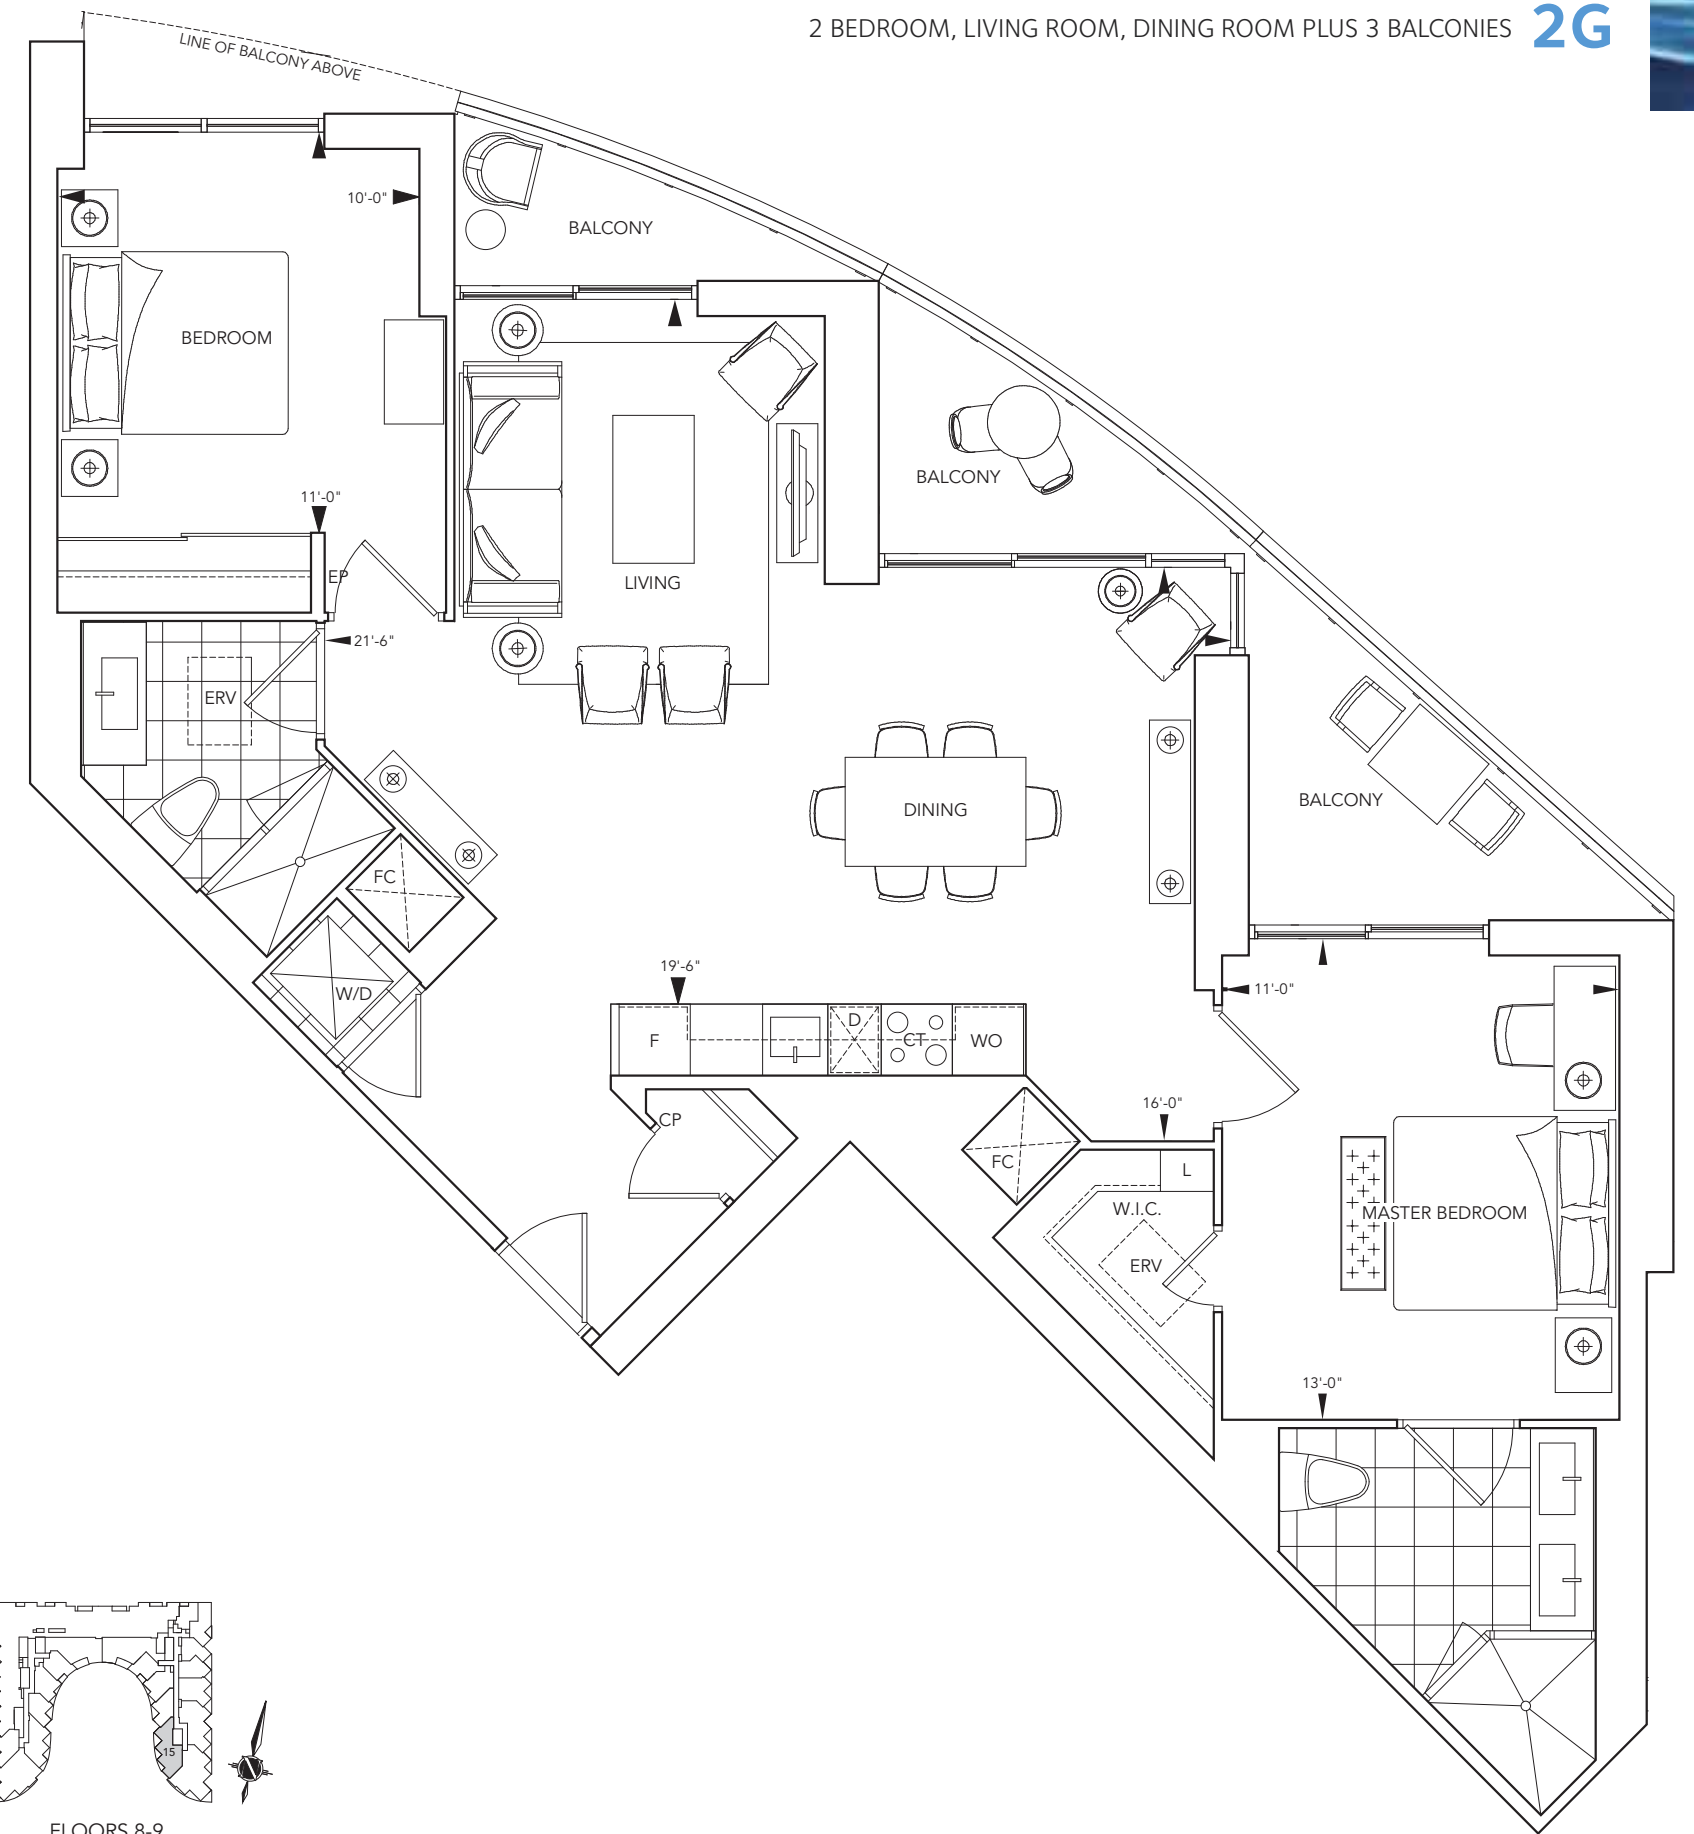 2 BEDROOM, LIVING ROOM, DINING ROOM PLUS 3 BALCONIES 2G
LINE OF BALCONY ABOVE
10'-0"
BALCONY
BEDROOM
BALCONY
11'-0"
EP
LIVING
21'-6"
ERV
DINING
BALCONY
FC
19'-6"
W/D
11'-0"
F
D
CT
WO
CP
16'-0"
FC
L
W.I.C.
MASTER BEDROOM
ERV
13'-0"
15
FLOORS 8-9